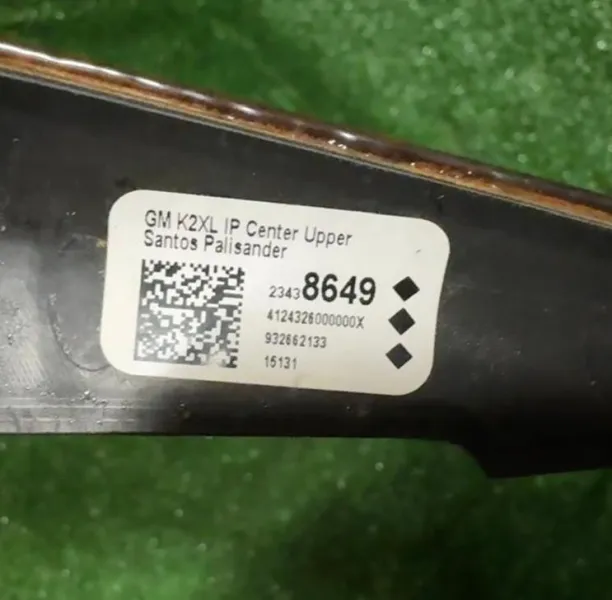 GM K2XL IP Center Upper
Santos Palisander
23438649
4124326000000X
932662133
15131